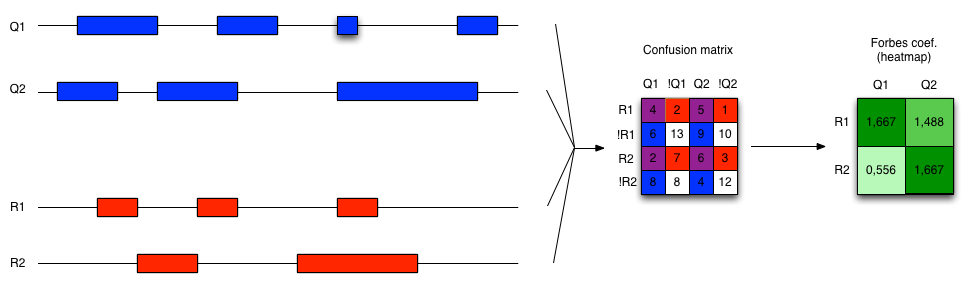 Q1
Q2
R1
R2
Confusion matrix
Q1 !Q1 Q2 !Q2
R1 4 2 5 1
!R1 6 13 9 10
R2 2 7 6 3
!R2 8 8 4 12
Forbes coef.
(heatmap)
Q1 Q2
R1 1,667 1,488
R2 0,556 1,667